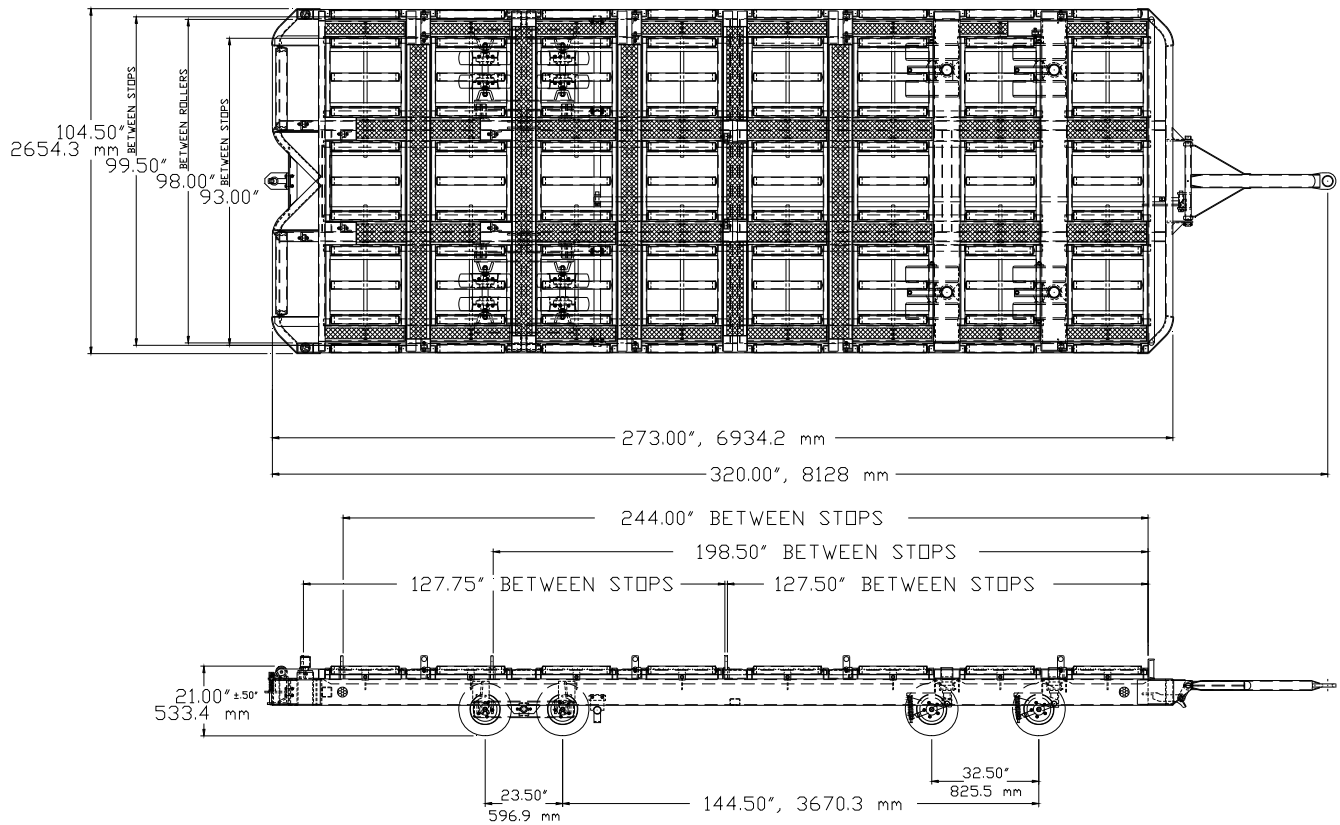 104.50″
2654.3 mm
BETWEEN STOPS
99.50″
BETWEEN ROLLERS
98.00″
BETWEEN STOPS
93.00″
273.00″, 6934.2 mm
320.00″, 8128 mm
244.00″ BETWEEN STOPS
198.50″ BETWEEN STOPS
127.75″ BETWEEN STOPS
127.50″ BETWEEN STOPS
21.00″ ±.50″
533.4 mm
23.50″
596.9 mm
144.50″, 3670.3 mm
32.50″
825.5 mm